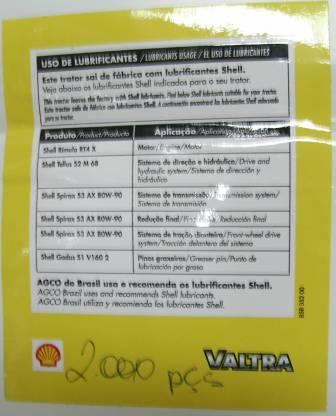 USO DE LUBRIFICANTES / LUBRICANTS USAGE / EL USO DE LUBRICANTES
Este trator sai de fábrica com lubrificantes Shell.
Veja abaixo os lubrificantes Shell indicados para o seu trator.
This tractor leaves the factory with Shell lubricants. Find below Shell lubricants suitable for your tractor.
Este tractor sale de Fábrica con lubricantes Shell. A continuación encontrará los lubricantes Shell adecuado
para su tractor.
Produto/Product/Producto Aplicação/Application/
Shell Rimula RT4 X Motor/Engine/Motor
Shell Tellus S2 M 68 Sistema de direção e hidráulico/Drive and
hydraulic system/Sistema de dirección y
hidráulico
Shell Spirax S3 AX 80W-90 Sistema de transmissão/Transmission system/
Sistema de transmisión
Shell Spirax S3 AX 80W-90 Redução final/Final reduction/Reducción final
Shell Spirax S3 AX 80W-90 Sistema de tração dianteira/Front wheel drive
system/Tracción delantera del sistema
Shell Gadus S1 V160 2 Pinos graxeiros/Greaser pin/Punto de
lubricación por grasa
AGCO do Brasil usa e recomenda os lubrificantes Shell.
AGCO Brazil uses and recommends Shell lubricants.
AGCO Brasil utiliza y recomienda los lubricantes Shell.
858 332 00
VALTRA
2.000 pçs